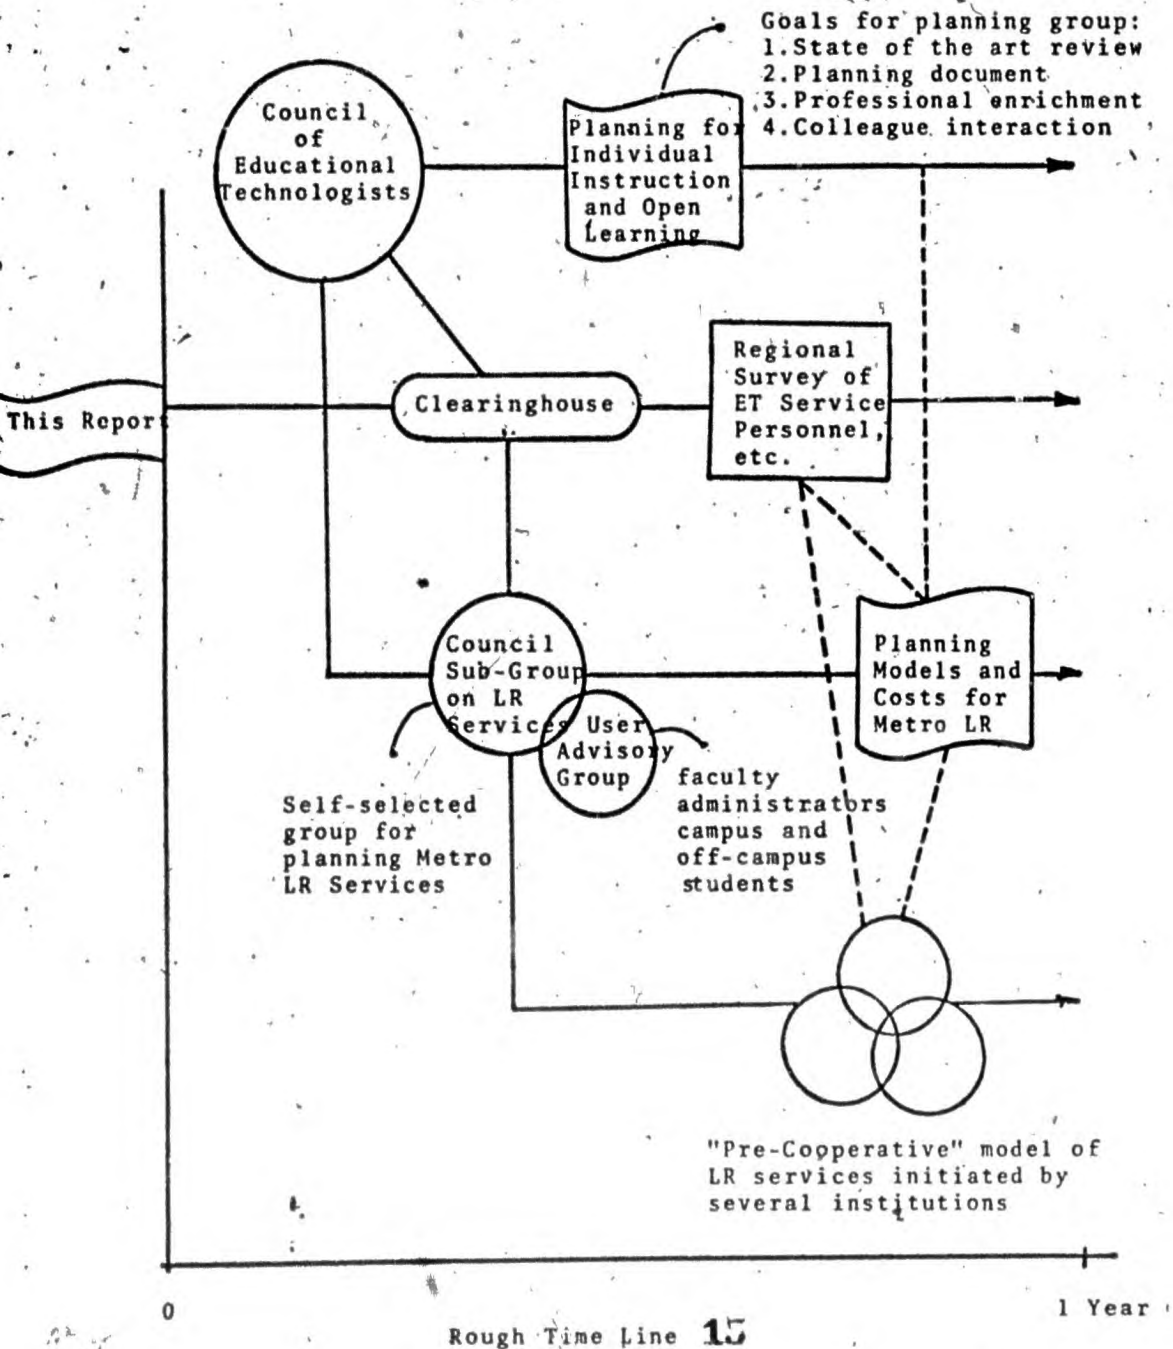 Goals for planning group:
1.State of the art review
2.Planning document
3.Professional enrichment
4.Colleague interaction
Council
of
Educational
Technologists
Planning for
Individual
Instruction
and Open
Learning
This Report
Clearinghouse
Regional
Survey of
ET Service
Personnel,
etc.
Council
Sub-Group
on LR
Services
User
Advisory
Group
Planning
Models and
Costs for
Metro LR
Self-selected
group for
planning Metro
LR Services
faculty
administrators
campus and
off-campus
students
"Pre-Cooperative" model of
LR services initiated by
several institutions
0
1 Year
Rough Time Line
15